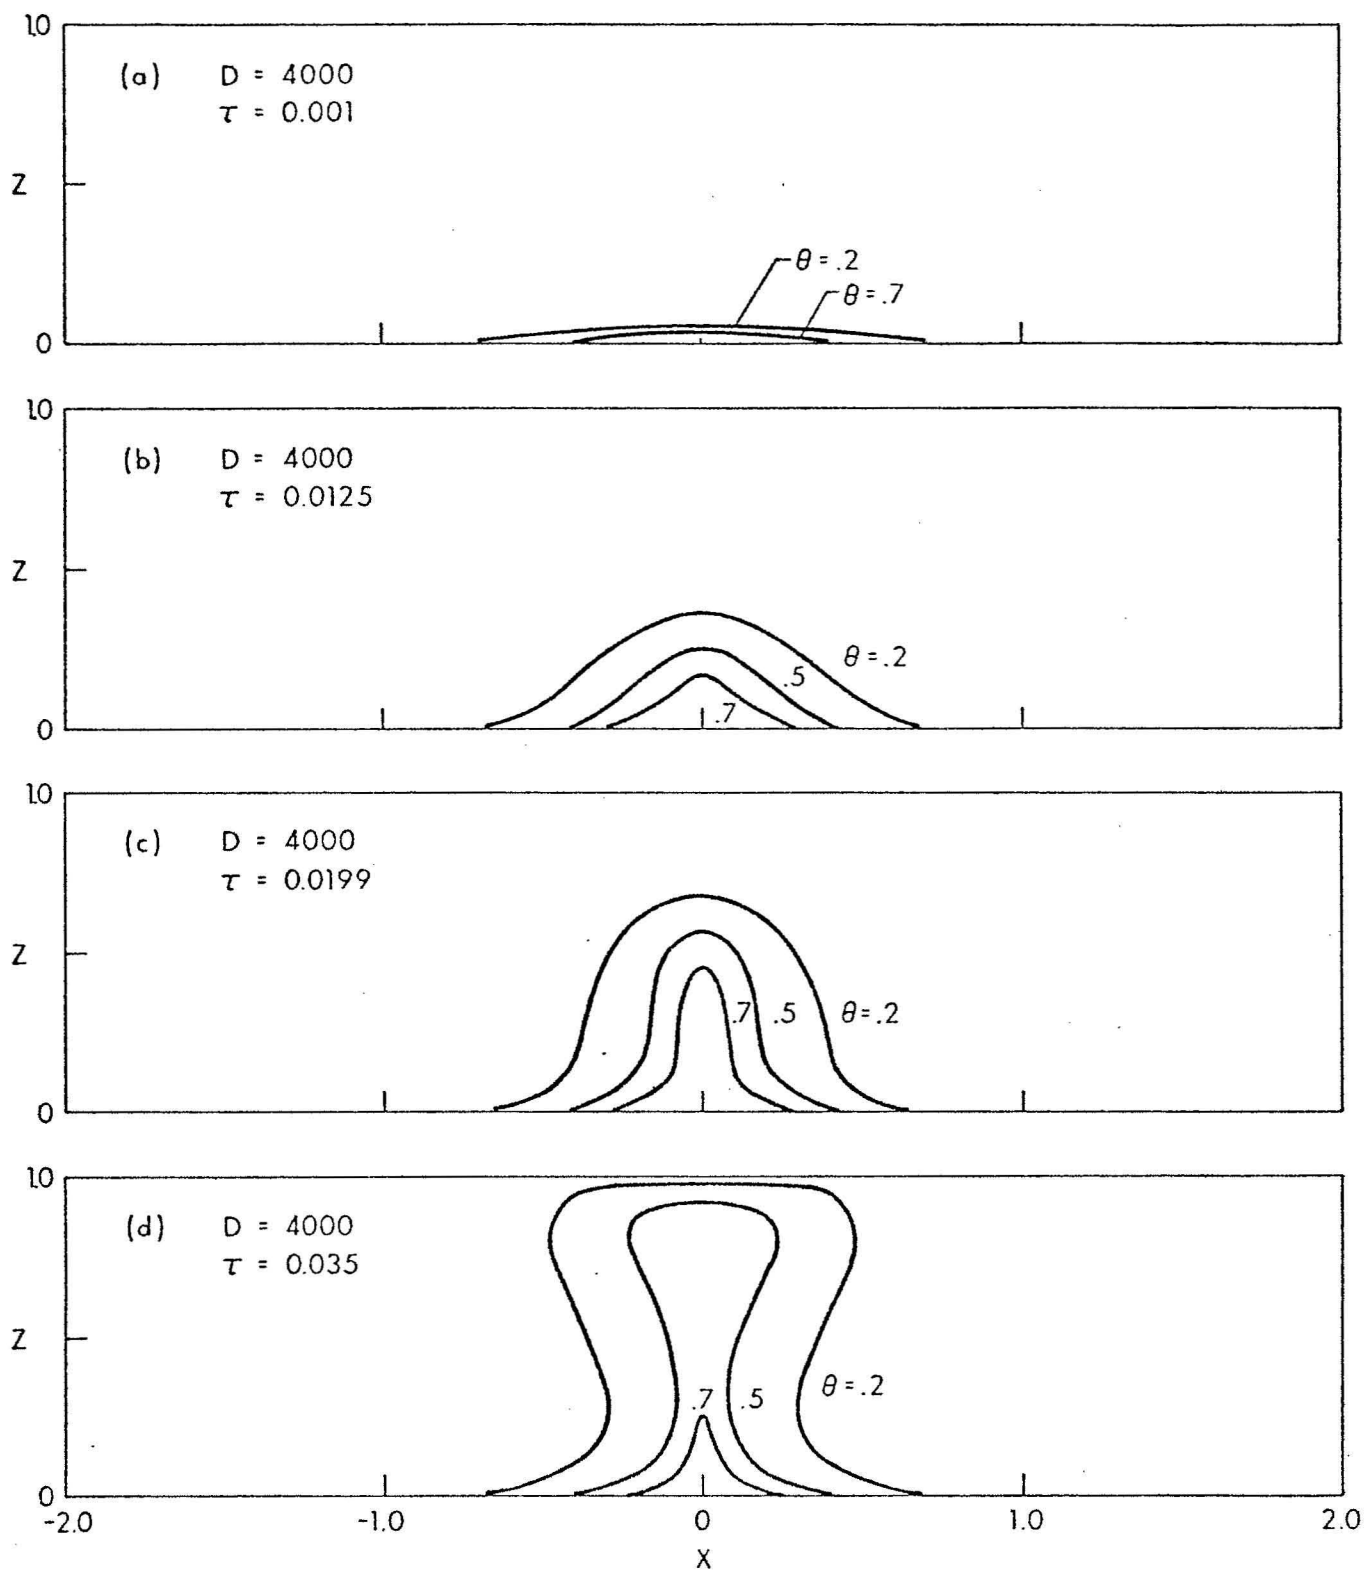 1.0
(a) D = 4000
τ = 0.001
Z
θ = .2
θ = .7
0
1.0
(b) D = 4000
τ = 0.0125
Z
θ = .2
.5
.7
0
1.0
(c) D = 4000
τ = 0.0199
Z
.7 .5 θ = .2
0
1.0
(d) D = 4000
τ = 0.035
Z
.7 .5 θ = .2
0
-2.0 -1.0 0 1.0 2.0
X